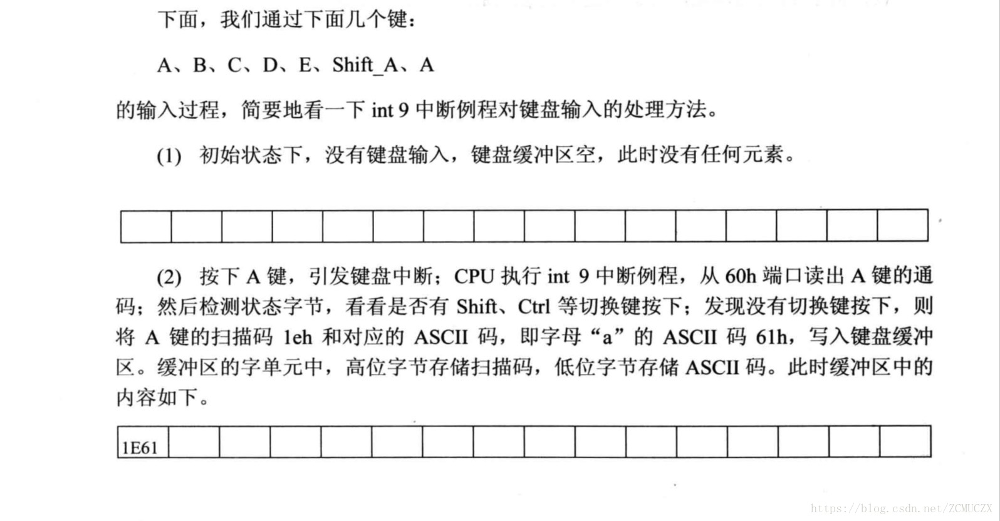 下面，我们通过下面几个键：
A、B、C、D、E、Shift_A、A
的输入过程，简要地看一下 int 9 中断例程对键盘输入的处理方法。
(1) 初始状态下，没有键盘输入，键盘缓冲区空，此时没有任何元素。
(2) 按下 A 键，引发键盘中断；CPU 执行 int 9 中断例程，从 60h 端口读出 A 键的通
码；然后检测状态字节，看看是否有 Shift、Ctrl 等切换键按下；发现没有切换键按下，则
将 A 键的扫描码 1eh 和对应的 ASCII 码，即字母“a”的 ASCII 码 61h，写入键盘缓冲
区。缓冲区的字单元中，高位字节存储扫描码，低位字节存储 ASCII 码。此时缓冲区中的
内容如下。
1E61
https://blog.csdn.net/ZCMUCZX